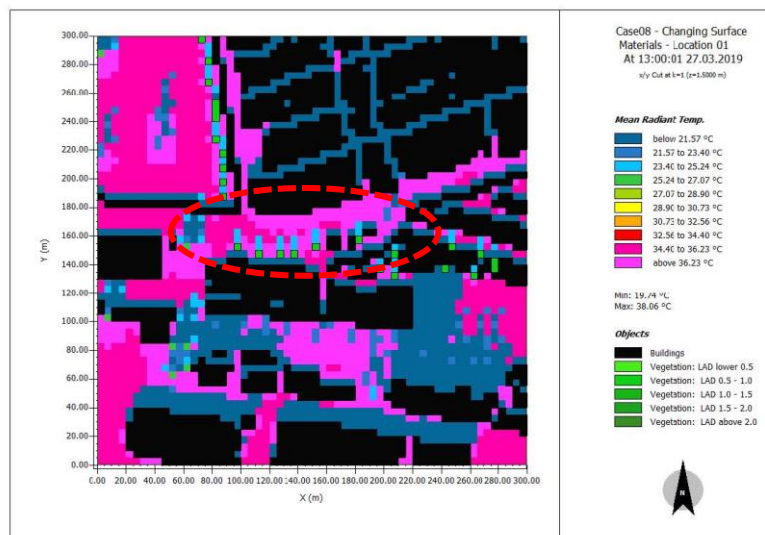 Case08 - Changing Surface
Materials - Location 01
At 13:00:01 27.03.2019
x/y Cut at k=1 (z=1.5000 m)
Mean Radiant Temp.
below 21.57 °C
21.57 to 23.40 °C
23.40 to 25.24 °C
25.24 to 27.07 °C
27.07 to 28.90 °C
28.90 to 30.73 °C
30.73 to 32.56 °C
32.56 to 34.40 °C
34.40 to 36.23 °C
above 36.23 °C
Min: 19.74 °C
Max: 38.06 °C
Objects
Buildings
Vegetation: LAD lower 0.5
Vegetation: LAD 0.5 - 1.0
Vegetation: LAD 1.0 - 1.5
Vegetation: LAD 1.5 - 2.0
Vegetation: LAD above 2.0
N
300.00
280.00
260.00
240.00
220.00
200.00
180.00
160.00
140.00
120.00
100.00
80.00
60.00
40.00
20.00
0.00
Y (m)
0.00 20.00 40.00 60.00 80.00 100.00 120.00 140.00 160.00 180.00 200.00 220.00 240.00 260.00 280.00 300.00
X (m)